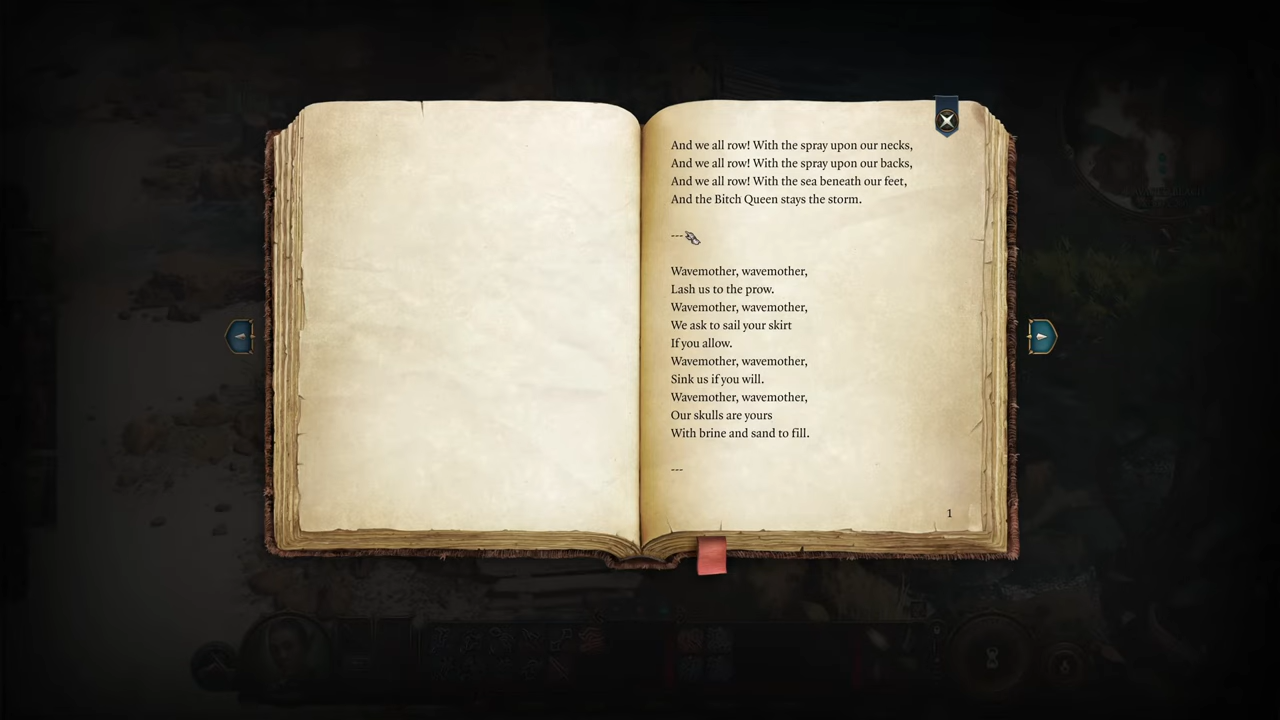 And we all row! With the spray upon our necks,
And we all row! With the spray upon our backs,
And we all row! With the sea beneath our feet,
And the Bitch Queen stays the storm.
---
Wavemother, wavemother,
Lash us to the prow.
Wavemother, wavemother,
We ask to sail your skirt
If you allow.
Wavemother, wavemother,
Sink us if you will.
Wavemother, wavemother,
Our skulls are yours
With brine and sand to fill.
---
1